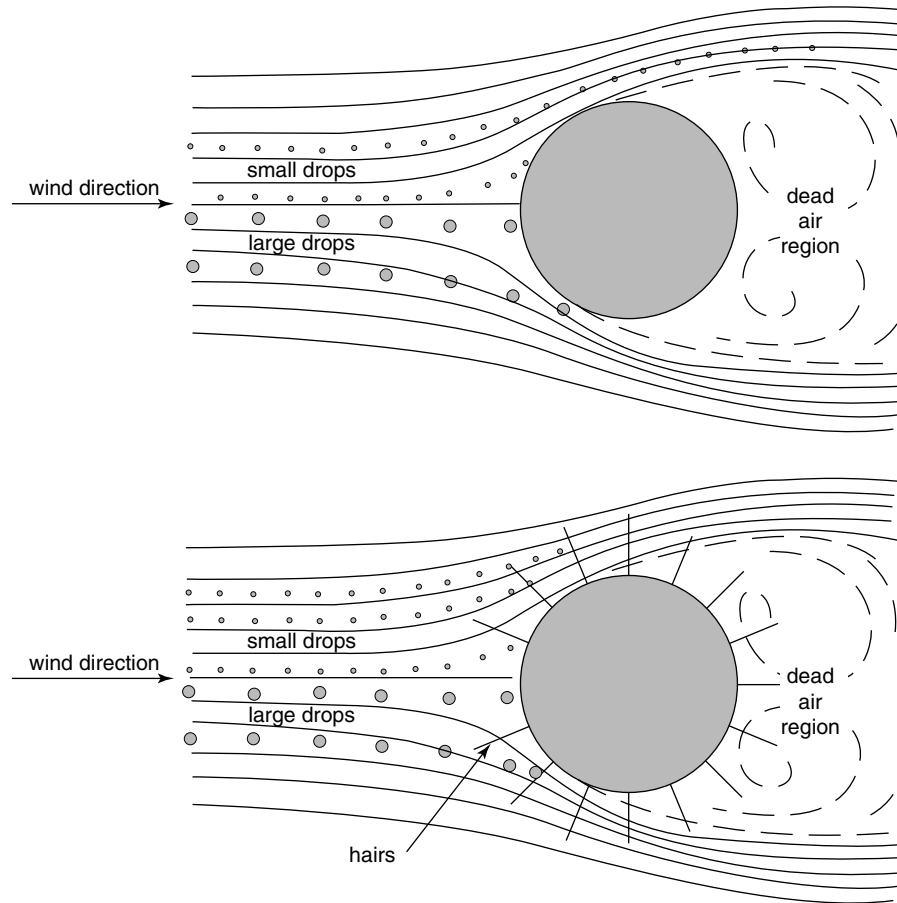 small drops
wind direction
large drops
dead
air
region
small drops
wind direction
large drops
dead
air
region
hairs